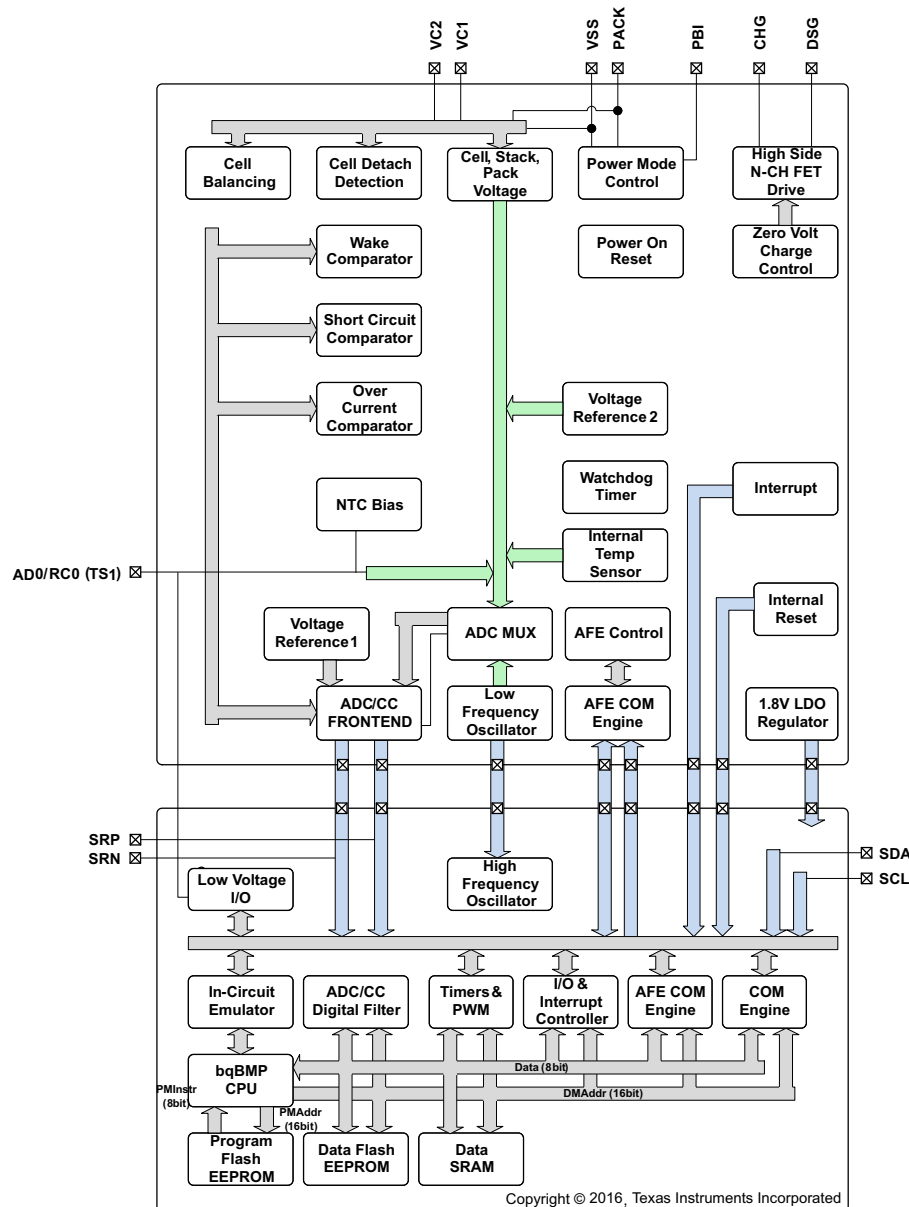 VC2
VC1
VSS
PACK
PBI
CHG
DSG
Cell
Balancing
Cell Detach
Detection
Cell, Stack,
Pack
Voltage
Power Mode
Control
High Side
N-CH FET
Drive
Wake
Comparator
Power On
Reset
Zero Volt
Charge
Control
Short Circuit
Comparator
Over
Current
Comparator
Voltage
Reference 2
NTC Bias
Watchdog
Timer
Interrupt
AD0/RC0 (TS1)
Internal
Temp
Sensor
Voltage
Reference 1
ADC MUX
AFE Control
Internal
Reset
ADC/CC
FRONTEND
Low
Frequency
Oscillator
AFE COM
Engine
1.8V LDO
Regulator
SRP
SRN
SDA
SCL
Low Voltage
I/O
High
Frequency
Oscillator
In-Circuit
Emulator
ADC/CC
Digital Filter
Timers &
PWM
I/O &
Interrupt
Controller
AFE COM
Engine
COM
Engine
bqBMP
CPU
Data (8bit)
PMInstr
(8bit)
DMAddr (16bit)
PMAddr
(16bit)
Program
Flash
EEPROM
Data Flash
EEPROM
Data
SRAM
Copyright © 2016, Texas Instruments Incorporated